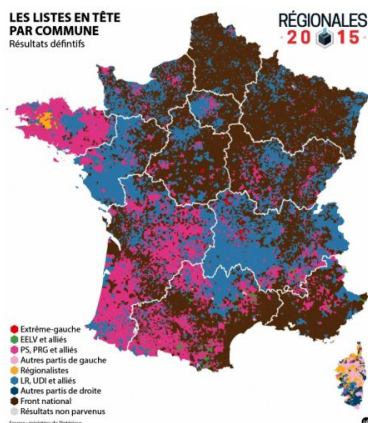 LES LISTES EN TÊTE
PAR COMMUNE
Résultats défintifs
RÉGIONALES
2015
Extrême-gauche
EELV et alliés
PS, PRG et alliés
Autres partis de gauche
Régionalistes
LR, UDI et alliés
Autres partis de droite
Front national
Résultats non parvenus